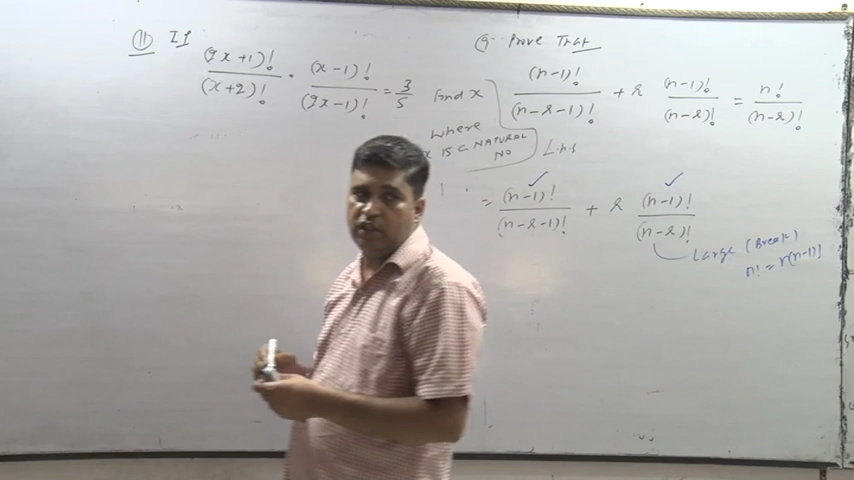 (11) If
(2x+1)! / (x+2)! · (x-1)! / (2x-1)! = 3/5 find x
where
x is a NATURAL
NO
Q. Prove That
(n-1)! / (n-r-1)! + r (n-1)! / (n-r)! = n! / (n-r)!
L.h.s
= (n-1)! / (n-r-1)! + r (n-1)! / (n-r)!
Large (Break)
n! = n(n-1)!